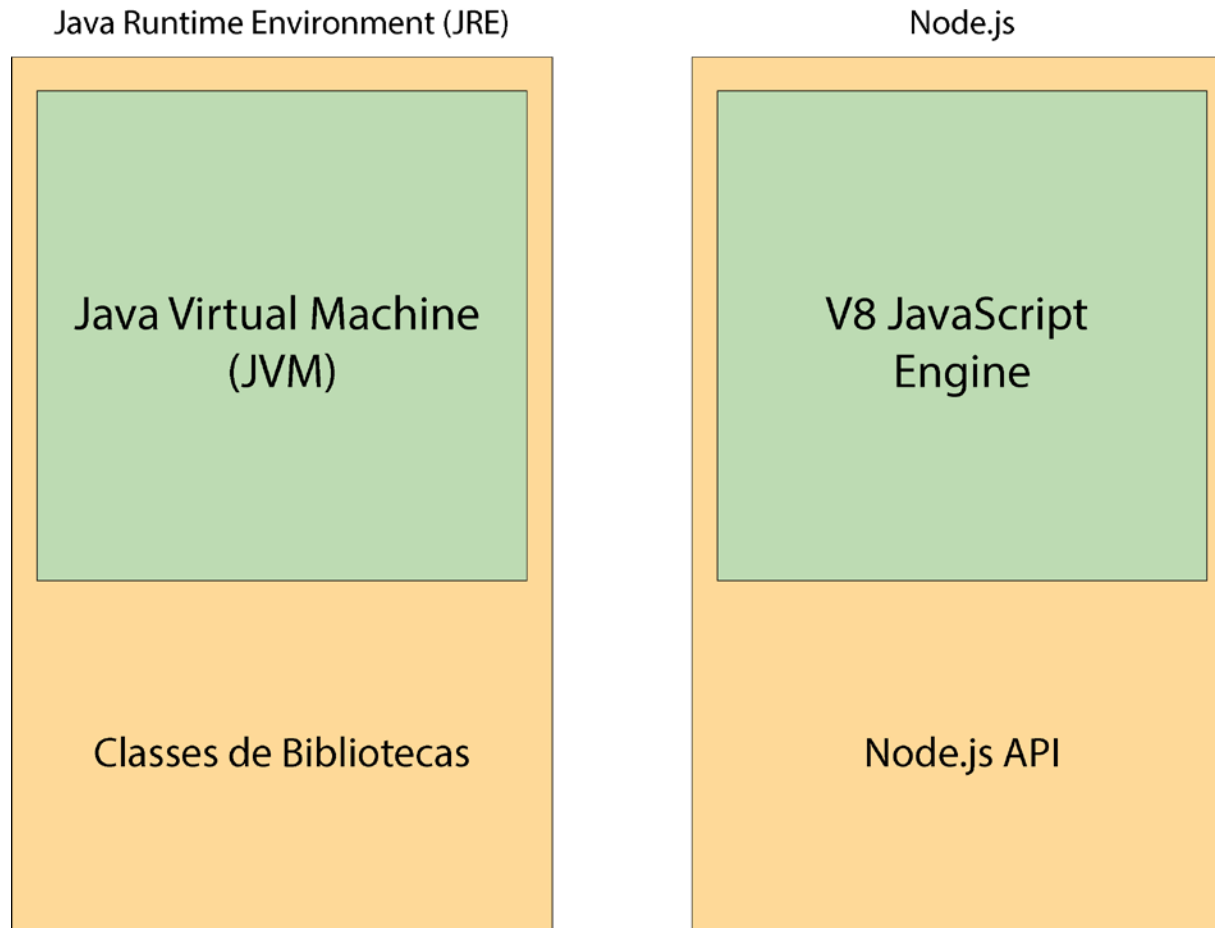 Java Runtime Environment (JRE)
Node.js
Java Virtual Machine
(JVM)
V8 JavaScript
Engine
Classes de Bibliotecas
Node.js API